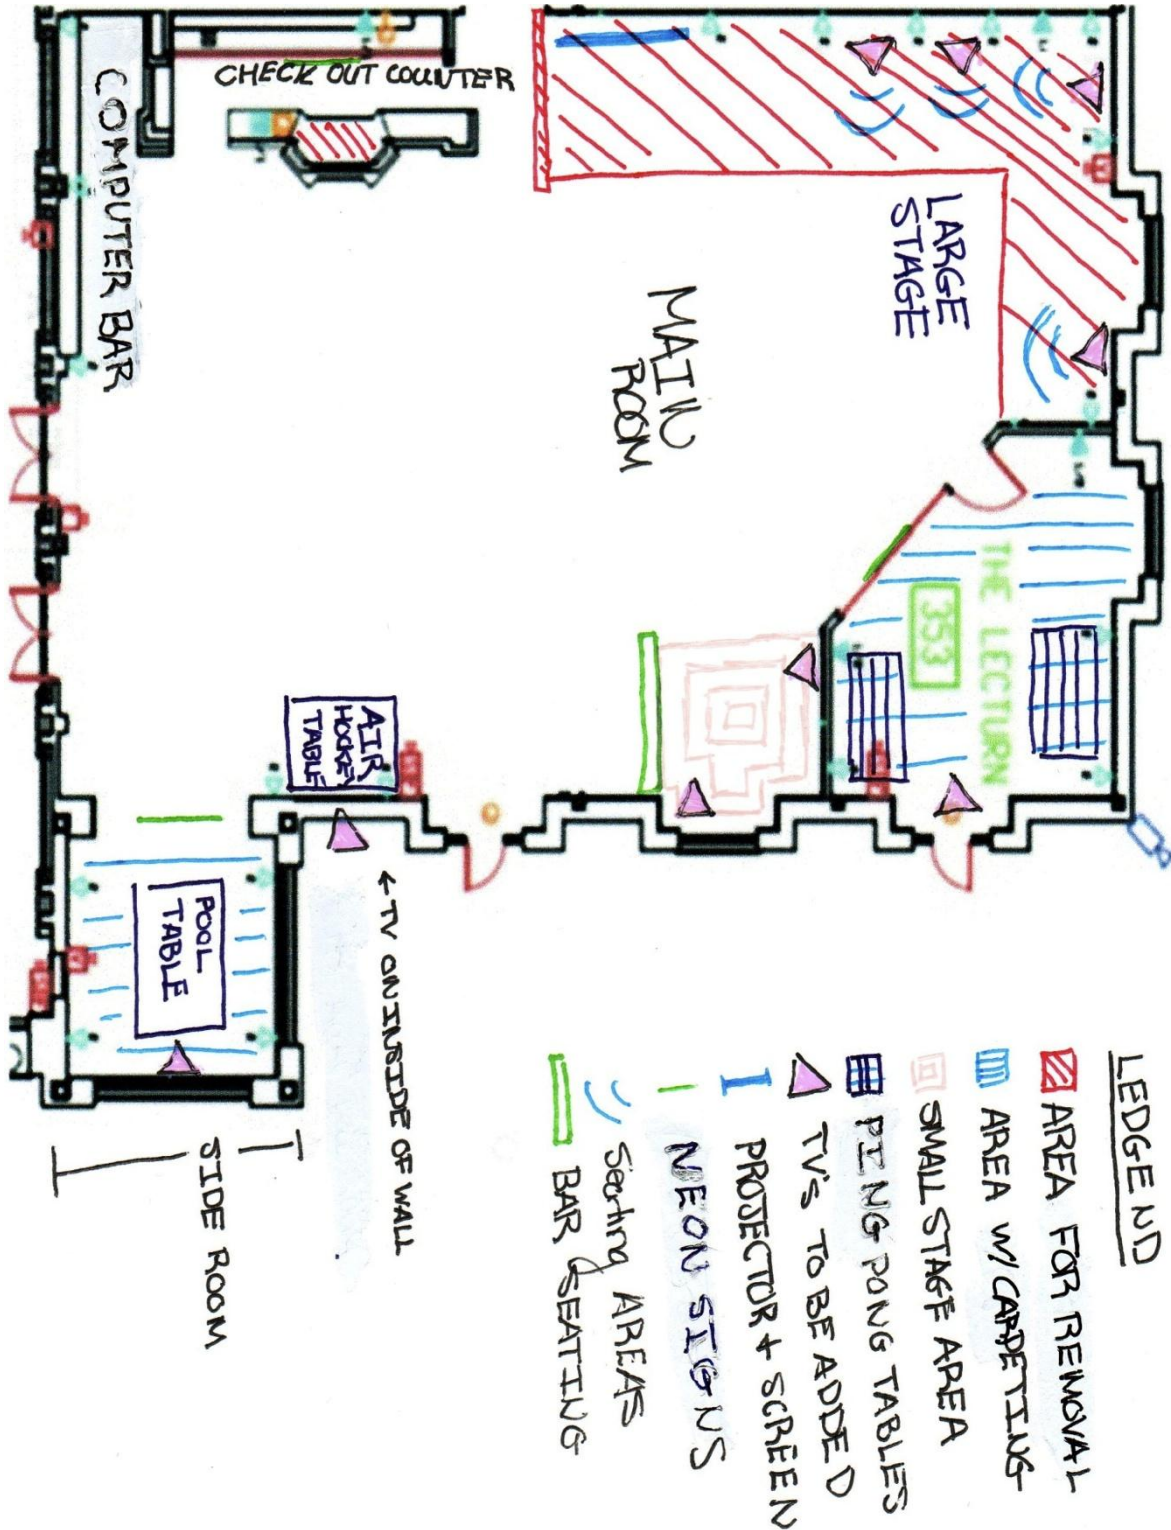 COMPUTER BAR
CHECK OUT COUNTER
LARGE
STAGE
MAIN
ROOM
THE LECTURN
353
AIR
HOCKEY
TABLE
POOL
TABLE
←TV ON INSIDE OF WALL
SIDE ROOM
LEDGEND
AREA FOR REMOVAL
AREA W/ CARPETING
SMALL STAGE AREA
PING PONG TABLES
TV'S TO BE ADDED
PROJECTOR + SCREEN
NEON SIGNS
Seating AREAS
BAR SEATING